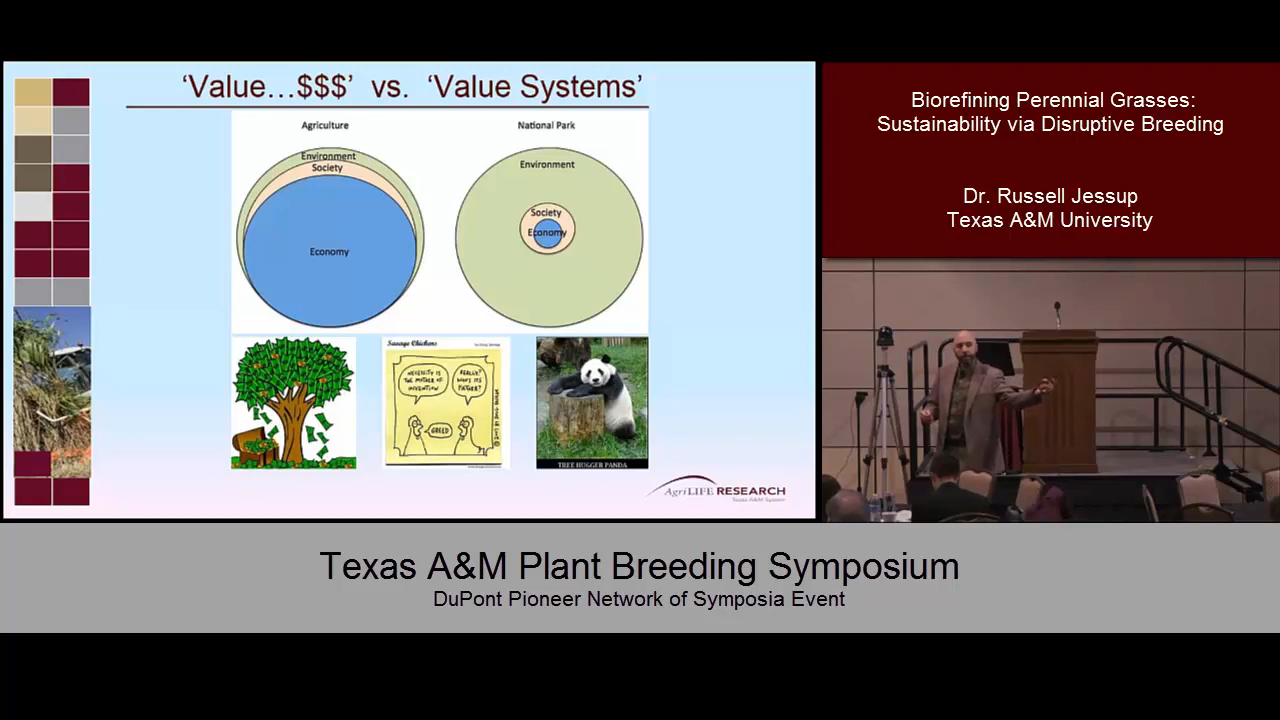 'Value…$$$' vs. 'Value Systems'
Agriculture
National Park
Environment
Society
Economy
Environment
Society
Economy
Savage Chickens
NECESSITY IS
THE MOTHER OF
INVENTION
REALLY?
WHO'S ITS
FATHER?
GREED
TREE HUGGER PANDA
AgriLIFE RESEARCH
Texas A&M System
Biorefining Perennial Grasses:
Sustainability via Disruptive Breeding
Dr. Russell Jessup
Texas A&M University
Texas A&M Plant Breeding Symposium
DuPont Pioneer Network of Symposia Event